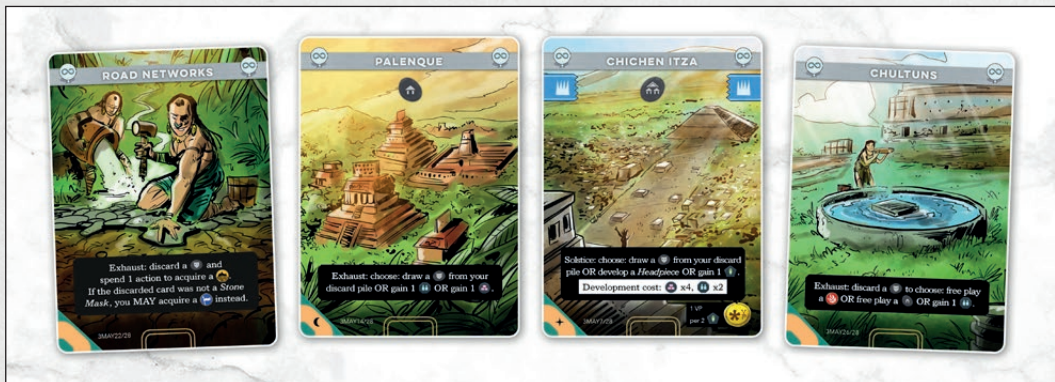 ROAD NETWORKS
Exhaust: discard a and
spend 1 action to acquire a .
If the discarded card was not a Stone
Mask, you MAY acquire a instead.
3MAY22/28
PALENQUE
Exhaust: choose: draw a from your
discard pile OR gain 1 OR gain 1 .
3MAY14/28
CHICHEN ITZA
Solstice: choose: draw a from your discard
pile OR develop a Headpiece OR gain 1 .
Development cost: x4, x2
1 VP
per 2
3MAY7/28
CHULTUNS
Exhaust: discard a to choose: free play
a OR free play a OR gain 1 .
3MAY26/28